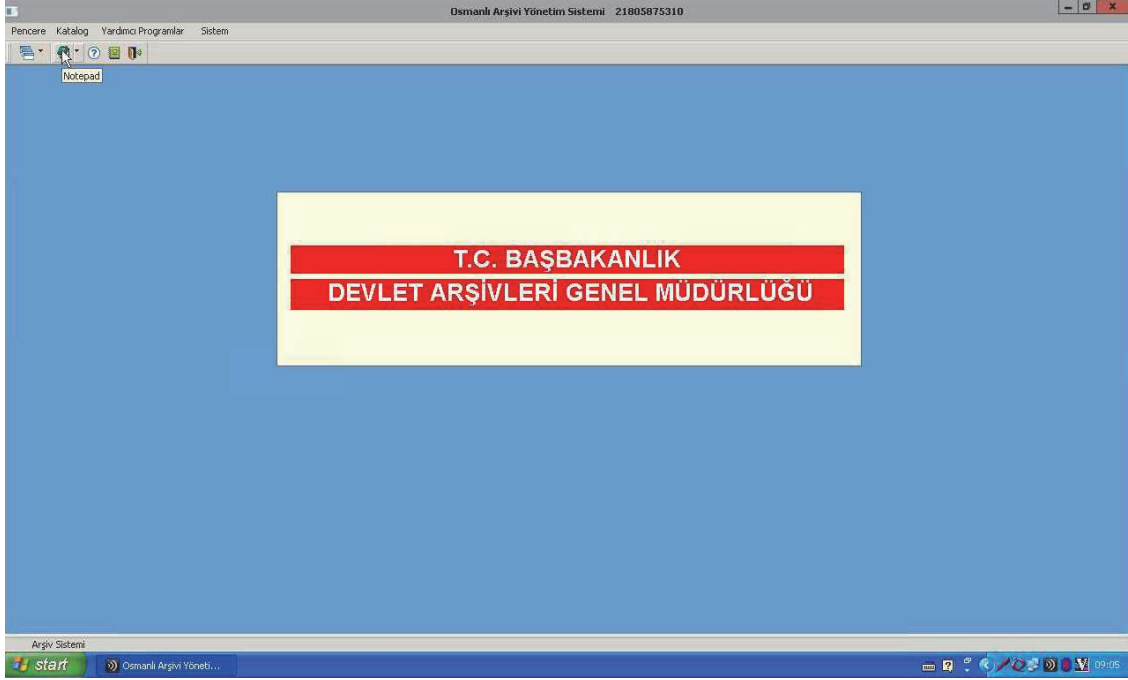 Osmanlı Arşivi Yönetim Sistemi 21805875310
Pencere Katalog Yardımcı Programlar Sistem
Notepad
T.C. BAŞBAKANLIK
DEVLET ARŞİVLERİ GENEL MÜDÜRLÜĞÜ
Arşiv Sistemi
start Osmanlı Arşivi Yöneti... 09:05